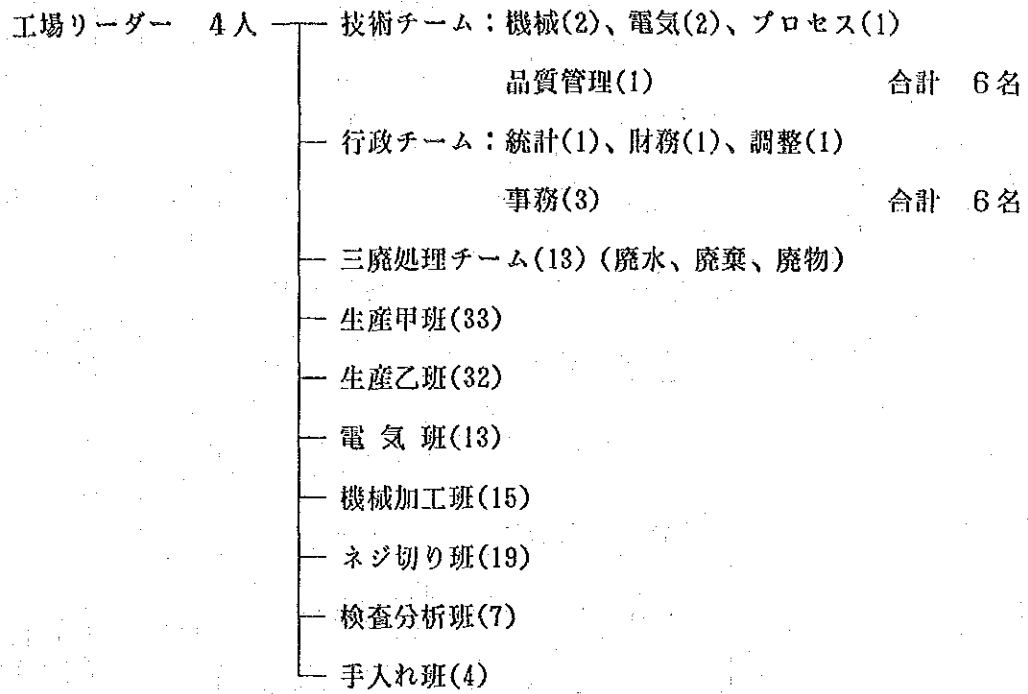 工場リーダー 4人 技術チーム：機械(2)、電気(2)、プロセス(1)
品質管理(1) 合計 6名
行政チーム：統計(1)、財務(1)、調整(1)
事務(3) 合計 6名
三廃処理チーム(13) (廃水、廃棄、廃物)
生産甲班(33)
生産乙班(32)
電気班(13)
機械加工班(15)
ネジ切り班(19)
検査分析班(7)
手入れ班(4)